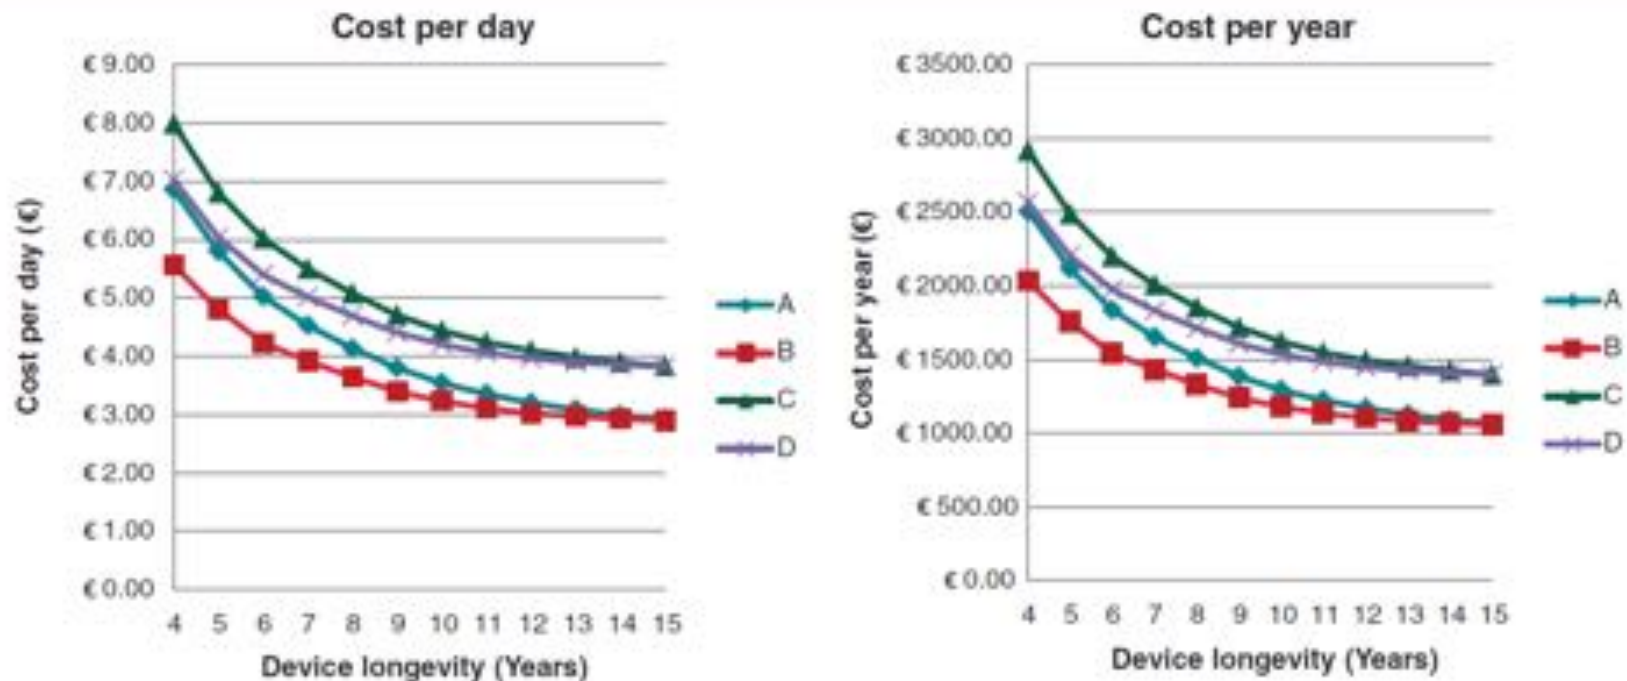 Cost per day
€ 9.00
€ 8.00
€ 7.00
€ 6.00
€ 5.00
€ 4.00
€ 3.00
€ 2.00
€ 1.00
€ 0.00
Cost per day (€)
4 5 6 7 8 9 10 11 12 13 14 15
Device longevity (Years)
A
B
C
D
Cost per year
€ 3500.00
€ 3000.00
€ 2500.00
€ 2000.00
€ 1500.00
€ 1000.00
€ 500.00
€ 0.00
Cost per year (€)
4 5 6 7 8 9 10 11 12 13 14 15
Device longevity (Years)
A
B
C
D